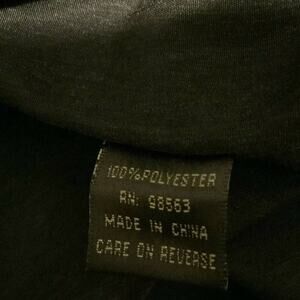 100%POLYESTER
RN: 98563
MADE IN CHINA
CARE ON REVERSE